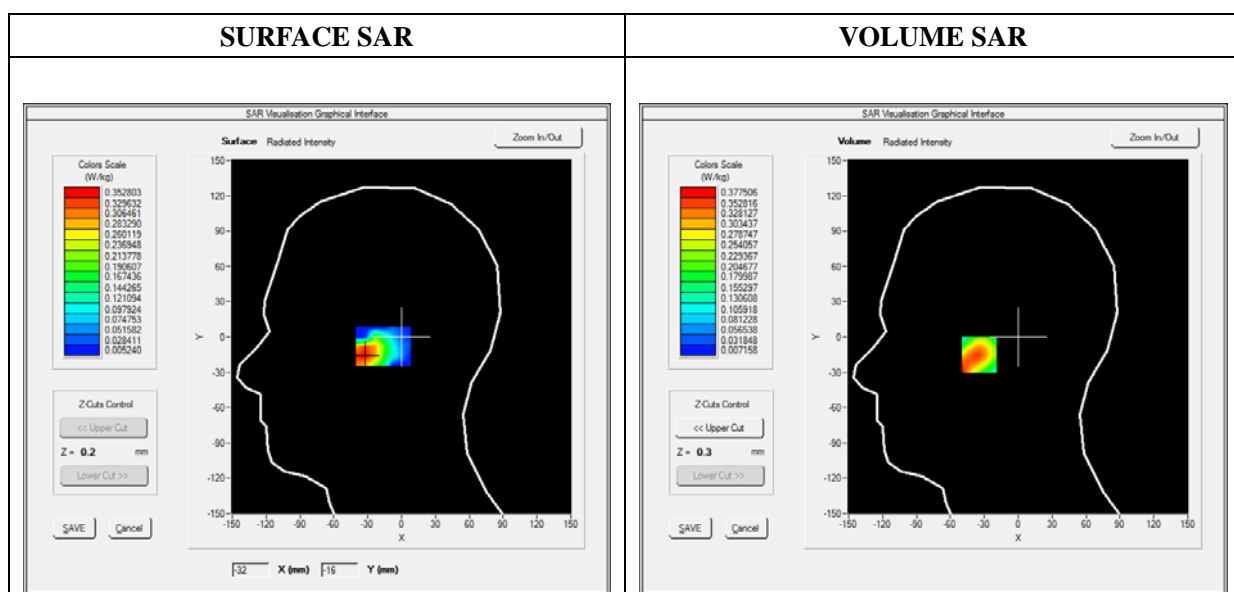 SURFACE SAR
VOLUME SAR
SAR Visualisation Graphical Interface
Surface Radiated Intensity
Zoom In/Out
Colors Scale
(W/kg)
0.352803
0.329632
0.306461
0.283290
0.260119
0.236948
0.213778
0.190607
0.167436
0.144265
0.121094
0.097924
0.074753
0.051582
0.028411
0.005240
Z-Cuts Control
<< Upper Cut
Z = 0.2 mm
Lower Cut >>
SAVE Cancel
150
120
90
60
30
0
-30
-60
-90
-120
-150
Y
-150 -120 -90 -60 -30 0 30 60 90 120 150
X
-32 X (mm) -16 Y (mm)
SAR Visualisation Graphical Interface
Volume Radiated Intensity
Zoom In/Out
Colors Scale
(W/kg)
0.377506
0.352816
0.328127
0.303437
0.278747
0.254057
0.229367
0.204677
0.179987
0.155297
0.130608
0.105918
0.081228
0.056538
0.031848
0.007158
Z-Cuts Control
<< Upper Cut
Z = 0.3 mm
Lower Cut >>
SAVE Cancel
150
120
90
60
30
0
-30
-60
-90
-120
-150
Y
-150 -120 -90 -60 -30 0 30 60 90 120 150
X